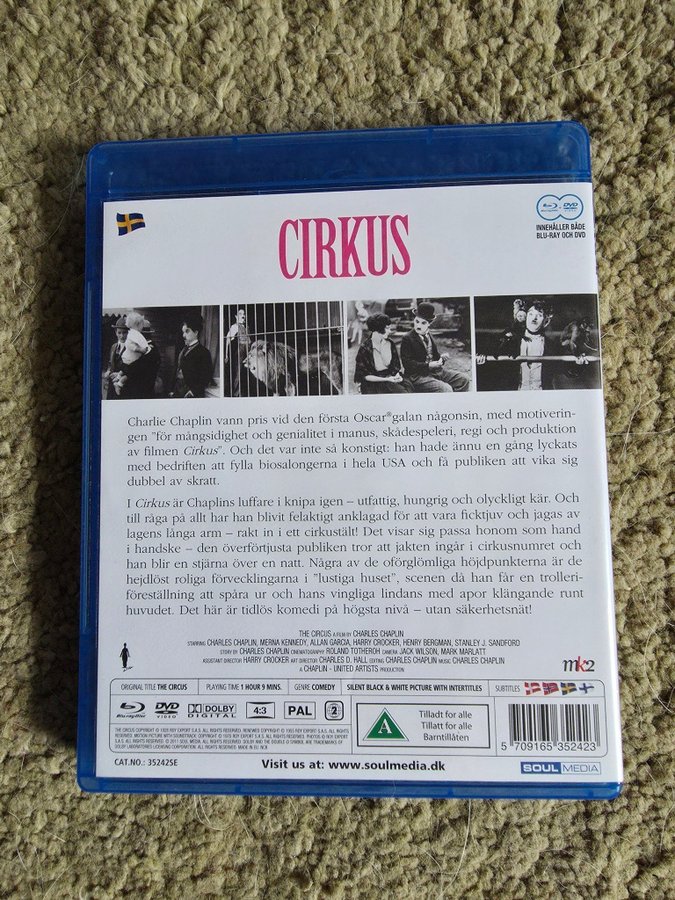 CIRKUS
Blu-ray DVD
INNEHÅLLER BÅDE
BLU-RAY OCH DVD
Charlie Chaplin vann pris vid den första Oscar®galan någonsin, med motiverin-
gen "för mångsidighet och genialitet i manus, skådespeleri, regi och produktion
av filmen Cirkus". Och det var inte så konstigt: han hade ännu en gång lyckats
med bedriften att fylla biosalongerna i hela USA och få publiken att vika sig
dubbel av skratt.
I Cirkus är Chaplins luffare i knipa igen – utfattig, hungrig och olyckligt kär. Och
till råga på allt har han blivit felaktigt anklagad för att vara ficktjuv och jagas av
lagens långa arm – rakt in i ett cirkustält! Det visar sig passa honom som hand
i handske – den överförtjusta publiken tror att jakten ingår i cirkusnumret och
han blir en stjärna över en natt. Några av de oförglömliga höjdpunkterna är de
hejdlöst roliga förvecklingarna i "lustiga huset", scenen då han får en trolleri-
föreställning att spåra ur och hans vingliga lindans med apor klängande runt
huvudet. Det här är tidlös komedi på högsta nivå – utan säkerhetsnät!
THE CIRCUS A FILM BY CHARLES CHAPLIN
STARRING CHARLES CHAPLIN, MERNA KENNEDY, ALLAN GARCIA, HARRY CROCKER, HENRY BERGMAN, STANLEY J. SANDFORD
STORY BY CHARLES CHAPLIN CINEMATOGRAPHY ROLAND TOTHEROH CAMERA JACK WILSON, MARK MARLATT
ASSISTANT DIRECTOR HARRY CROCKER ART DIRECTOR CHARLES D. HALL EDITING CHARLES CHAPLIN MUSIC CHARLES CHAPLIN
A CHAPLIN - UNITED ARTISTS PRODUCTION
mk2
ORIGINAL TITLE THE CIRCUS PLAYING TIME 1 HOUR 9 MINS. GENRE COMEDY SILENT BLACK & WHITE PICTURE WITH INTERTITLES SUBTITLES
Blu-ray Disc DVD VIDEO DOLBY DIGITAL 4:3 PAL 2
A
Tilladt for alle
Tillatt for alle
Barntillåten
5 709165 352423
CAT.NO.: 35242SE
Visit us at: www.soulmedia.dk
SOUL MEDIA